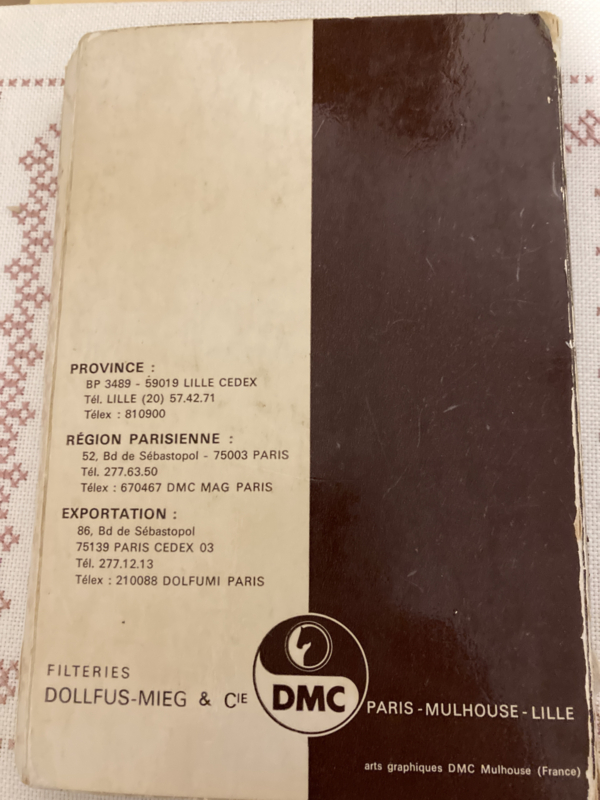 PROVINCE :
BP 3489 - 59019 LILLE CEDEX
Tél. LILLE (20) 57.42.71
Télex : 810900
RÉGION PARISIENNE :
52, Bd de Sébastopol - 75003 PARIS
Tél. 277.63.50
Télex : 670467 DMC MAG PARIS
EXPORTATION :
86, Bd de Sébastopol
75139 PARIS CEDEX 03
Tél. 277.12.13
Télex : 210088 DOLFUMI PARIS
FILTERIES
DOLLFUS-MIEG & CIE DMC PARIS - MULHOUSE - LILLE
arts graphiques DMC Mulhouse (France)